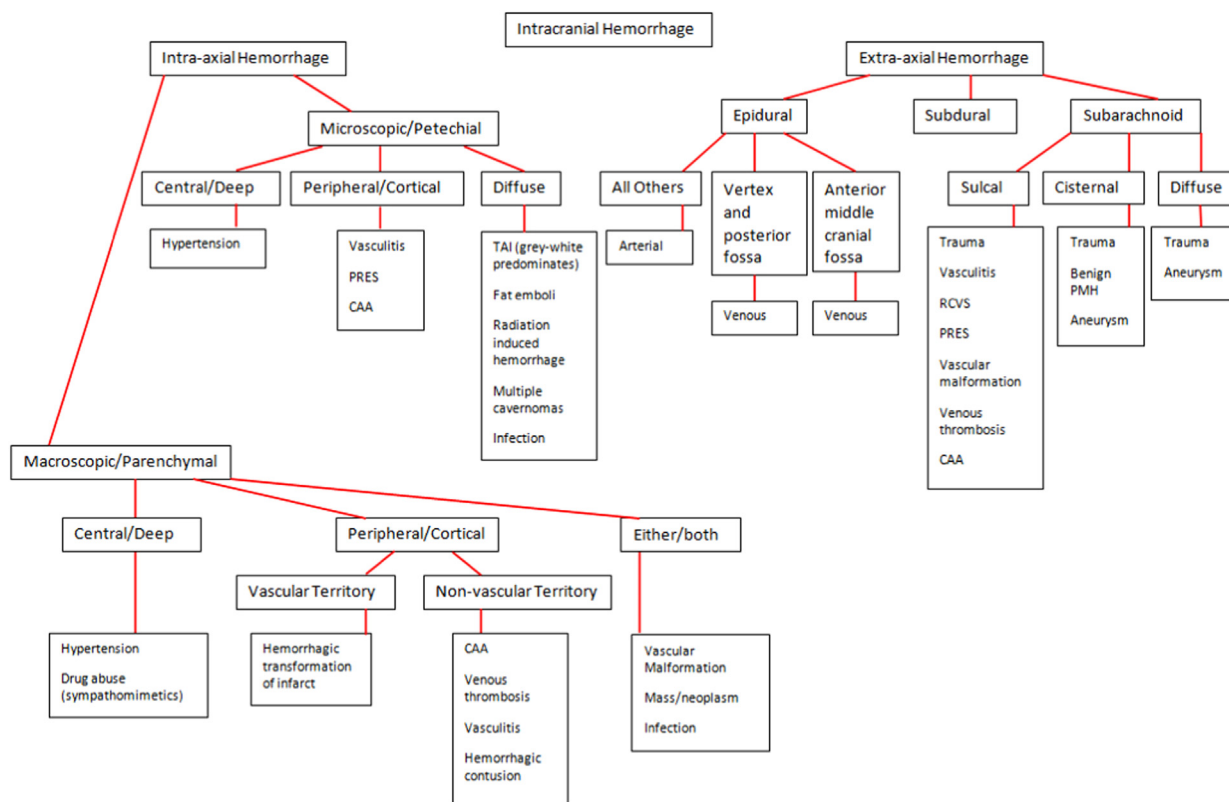 Intracranial Hemorrhage
Intra-axial Hemorrhage
Extra-axial Hemorrhage
Microscopic/Petechial
Epidural
Subdural
Subarachnoid
Central/Deep
Peripheral/Cortical
Diffuse
All Others
Vertex
and
posterior
fossa
Anterior
middle
cranial
fossa
Sulcal
Cisternal
Diffuse
Hypertension
Vasculitis
PRES
CAA
TAI (grey-white
predominates)
Fat emboli
Radiation
induced
hemorrhage
Multiple
cavernomas
Infection
Arterial
Venous
Venous
Trauma
Vasculitis
RCVS
PRES
Vascular
malformation
Venous
thrombosis
CAA
Trauma
Benign
PMH
Aneurysm
Trauma
Aneurysm
Macroscopic/Parenchymal
Central/Deep
Peripheral/Cortical
Either/both
Vascular Territory
Non-vascular Territory
Hypertension
Drug abuse
(sympathomimetics)
Hemorrhagic
transformation
of infarct
CAA
Venous
thrombosis
Vasculitis
Hemorrhagic
contusion
Vascular
Malformation
Mass/neoplasm
Infection